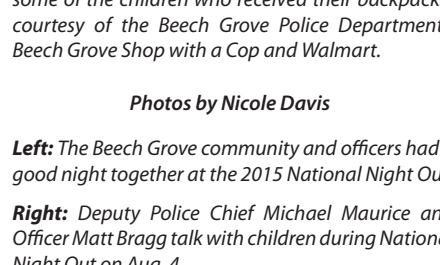 some of the children who received their backpack
courtesy of the Beech Grove Police Department
Beech Grove Shop with a Cop and Walmart.
Photos by Nicole Davis
Left: The Beech Grove community and officers had
good night together at the 2015 National Night Ou
Right: Deputy Police Chief Michael Maurice an
Officer Matt Bragg talk with children during Nationa
Night Out on Aug. 4